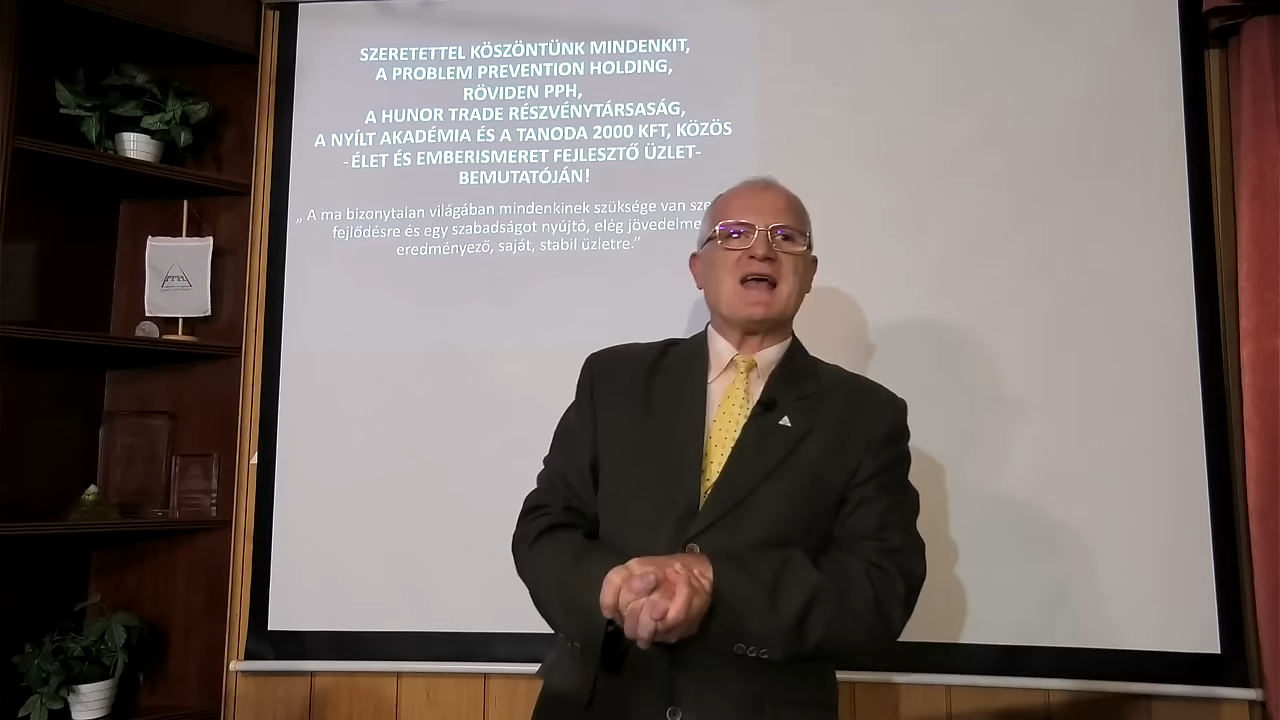 SZERETETTEL KÖSZÖNTÜNK MINDENKIT,
A PROBLEM PREVENTION HOLDING,
RÖVIDEN PPH,
A HUNOR TRADE RÉSZVÉNYTÁRSASÁG,
A NYÍLT AKADÉMIA ÉS A TANODA 2000 KFT, KÖZÖS
- ÉLET ÉS EMBERISMERET FEJLESZTŐ ÜZLET-
BEMUTATÓJÁN!
„ A ma bizonytalan világában mindenkinek szüksége van
fejlődésre és egy szabadságot nyújtó, elég
eredményező, saját, stabil üzletre.”